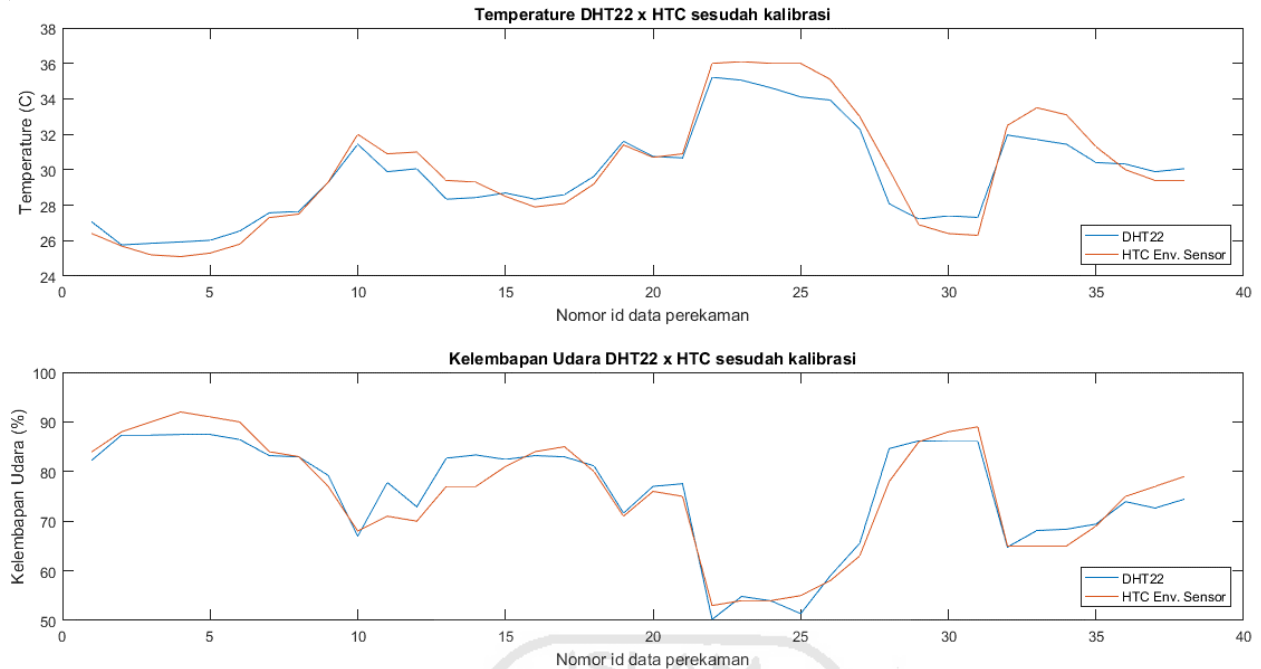 Temperature DHT22 x HTC sesudah kalibrasi
38
36
34
32
30
28
26
24
Temperature (C)
DHT22
HTC Env. Sensor
0 5 10 15 20 25 30 35 40
Nomor id data perekaman
Kelembapan Udara DHT22 x HTC sesudah kalibrasi
100
90
80
70
60
50
Kelembapan Udara (%)
DHT22
HTC Env. Sensor
0 5 10 15 20 25 30 35 40
Nomor id data perekaman